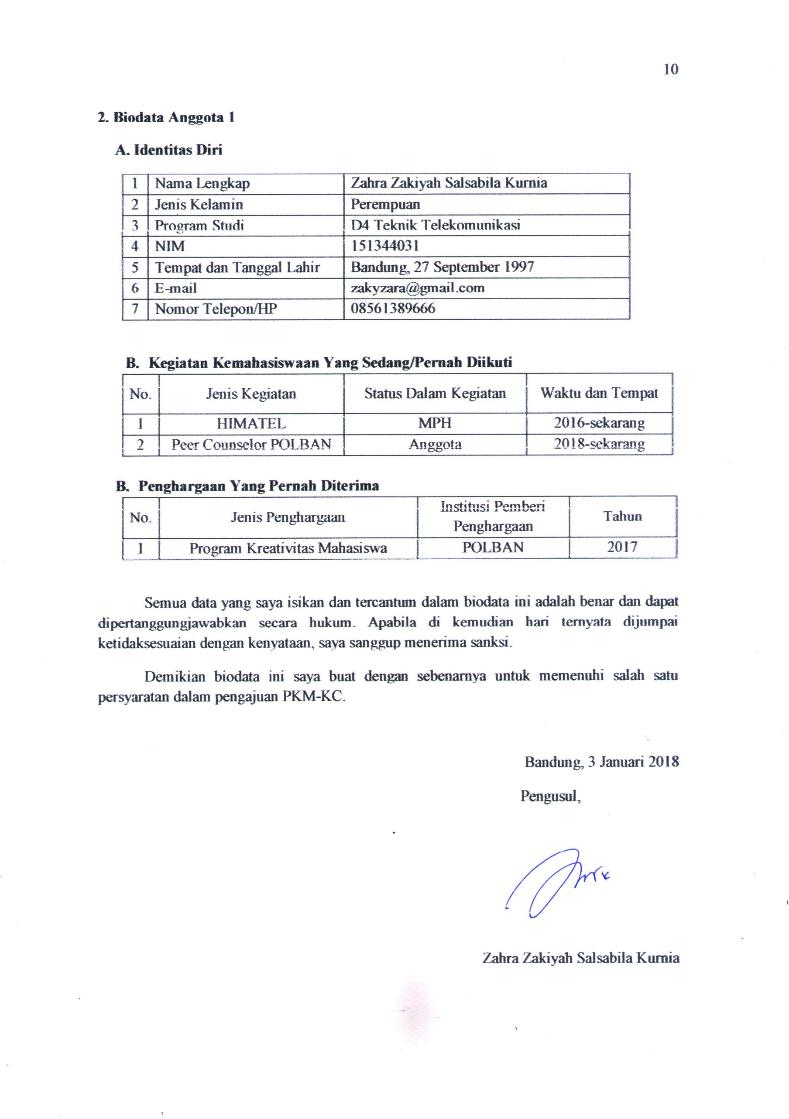 10
2. Biodata Anggota 1
A. Identitas Diri
1 Nama Lengkap Zahra Zakiyah Salsabila Kurnia
2 Jenis Kelamin Perempuan
3 Program Studi D4 Teknik Telekomunikasi
4 NIM 151344031
5 Tempat dan Tanggal Lahir Bandung, 27 September 1997
6 E-mail zakyzara@gmail.com
7 Nomor Telepon/HP 08561389666
B. Kegiatan Kemahasiswaan Yang Sedang/Pernah Diikuti
No. Jenis Kegiatan Status Dalam Kegiatan Waktu dan Tempat
1 HIMATEL MPH 2016-sekarang
2 Peer Counselor POLBAN Anggota 2018-sekarang
B. Penghargaan Yang Pernah Diterima
No. Jenis Penghargaan Institusi Pemberi Penghargaan Tahun
1 Program Kreativitas Mahasiswa POLBAN 2017
Semua data yang saya isikan dan tercantum dalam biodata ini adalah benar dan dapat
dipertanggungjawabkan secara hukum. Apabila di kemudian hari ternyata dijumpai
ketidaksesuaian dengan kenyataan, saya sanggup menerima sanksi.
Demikian biodata ini saya buat dengan sebenarnya untuk memenuhi salah satu
persyaratan dalam pengajuan PKM-KC.
Bandung, 3 Januari 2018
Pengusul,
Zahra Zakiyah Salsabila Kurnia